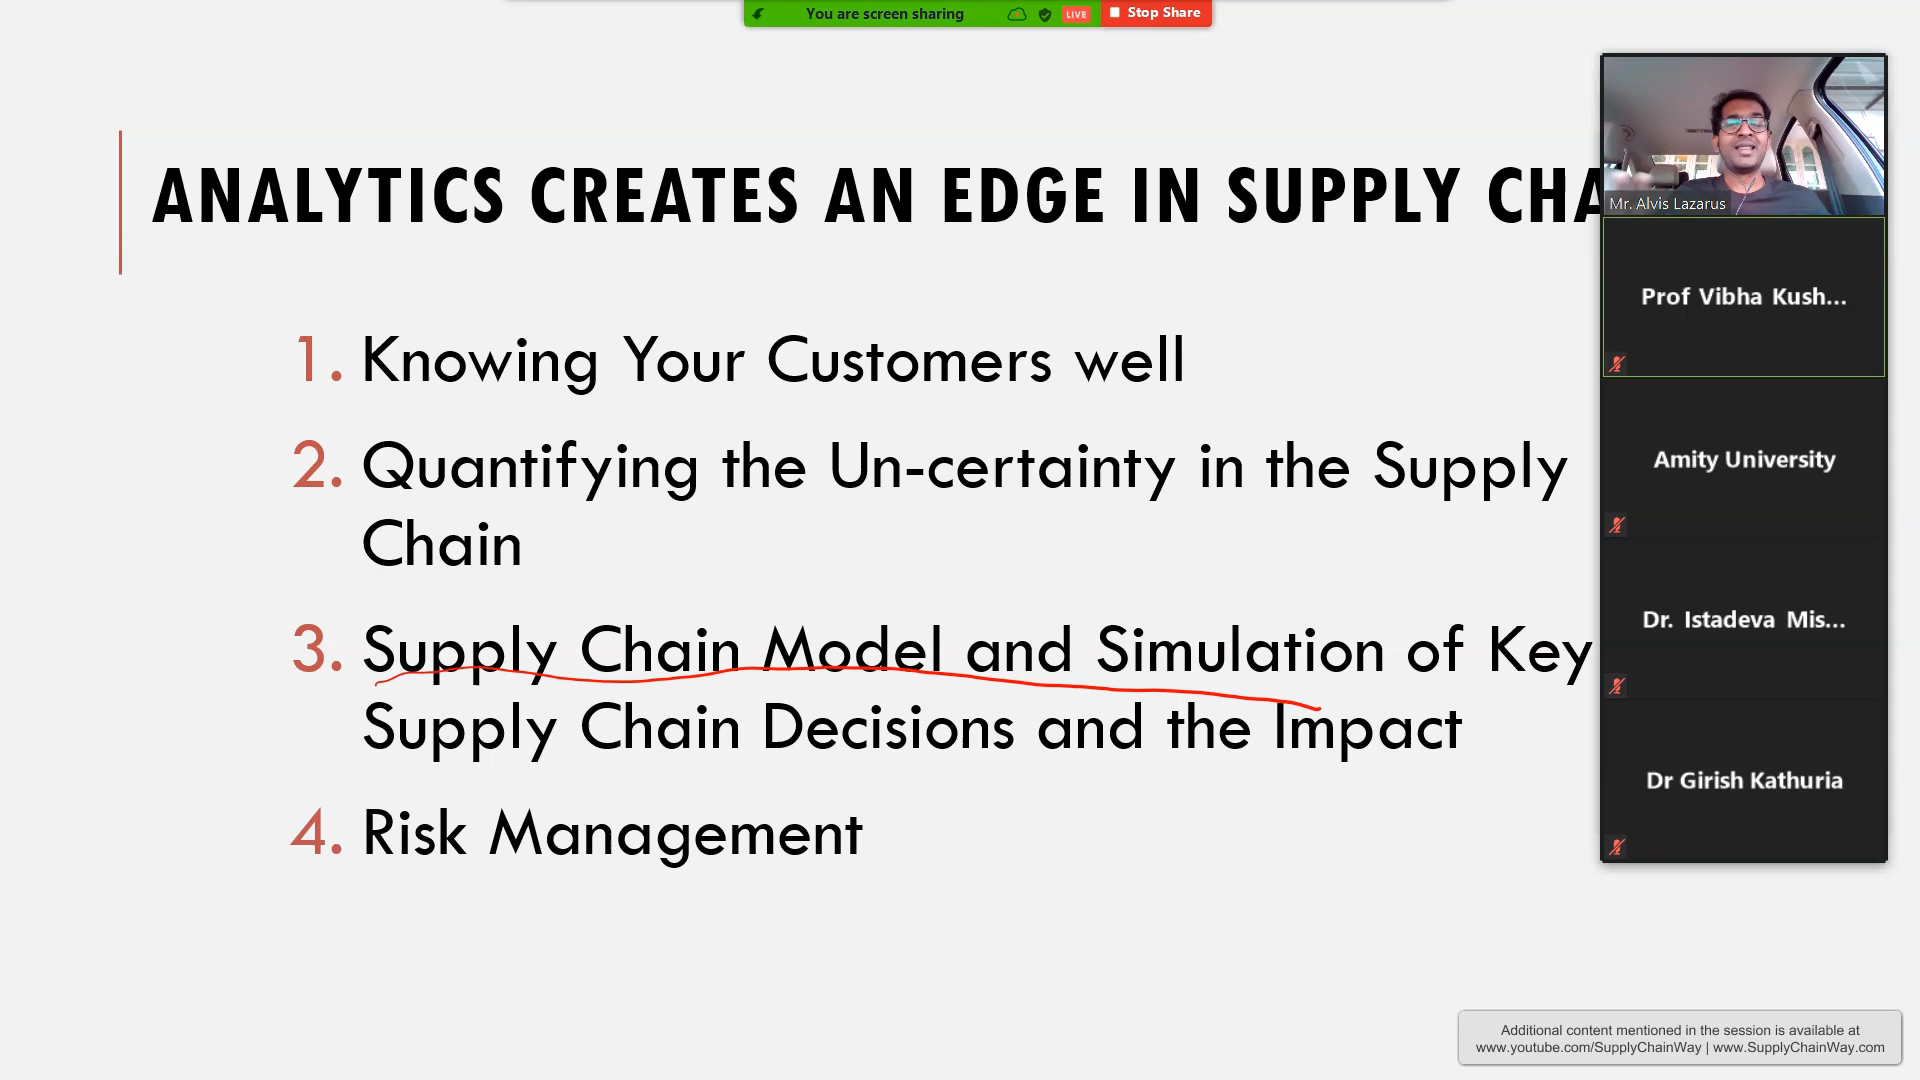 You are screen sharing
LIVE
Stop Share
ANALYTICS CREATES AN EDGE IN SUPPLY CHA
1. Knowing Your Customers well
2. Quantifying the Un-certainty in the Supply
Chain
3. Supply Chain Model and Simulation of Key
Supply Chain Decisions and the Impact
4. Risk Management
Mr. Alvis Lazarus
Prof Vibha Kush...
Amity University
Dr. Istadeva Mis...
Dr Girish Kathuria
Additional content mentioned in the session is available at
www.youtube.com/SupplyChainWay | www.SupplyChainWay.com